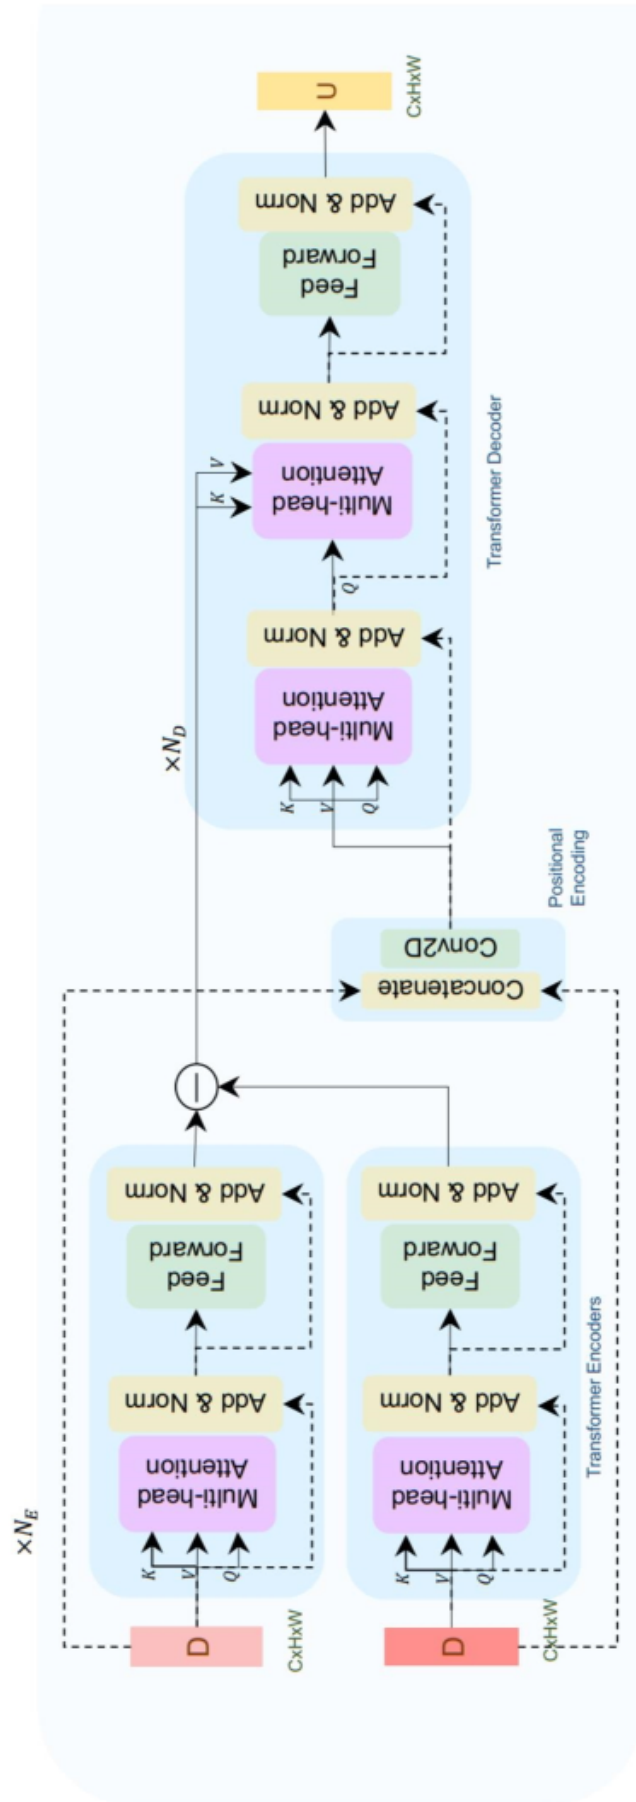 U
CxHxW
Add & Norm
Feed
Forward
Add & Norm
Multi-head
Attention
V
K
Q
Add & Norm
Multi-head
Attention
K
V
Q
Transformer Decoder
×N_D
Positional
Encoding
Conv2D
Concatenate
—
Add & Norm
Feed
Forward
Add & Norm
Multi-head
Attention
K
V
Q
Add & Norm
Feed
Forward
Add & Norm
Multi-head
Attention
K
V
Q
Transformer Encoders
×N_E
D
CxHxW
D
CxHxW